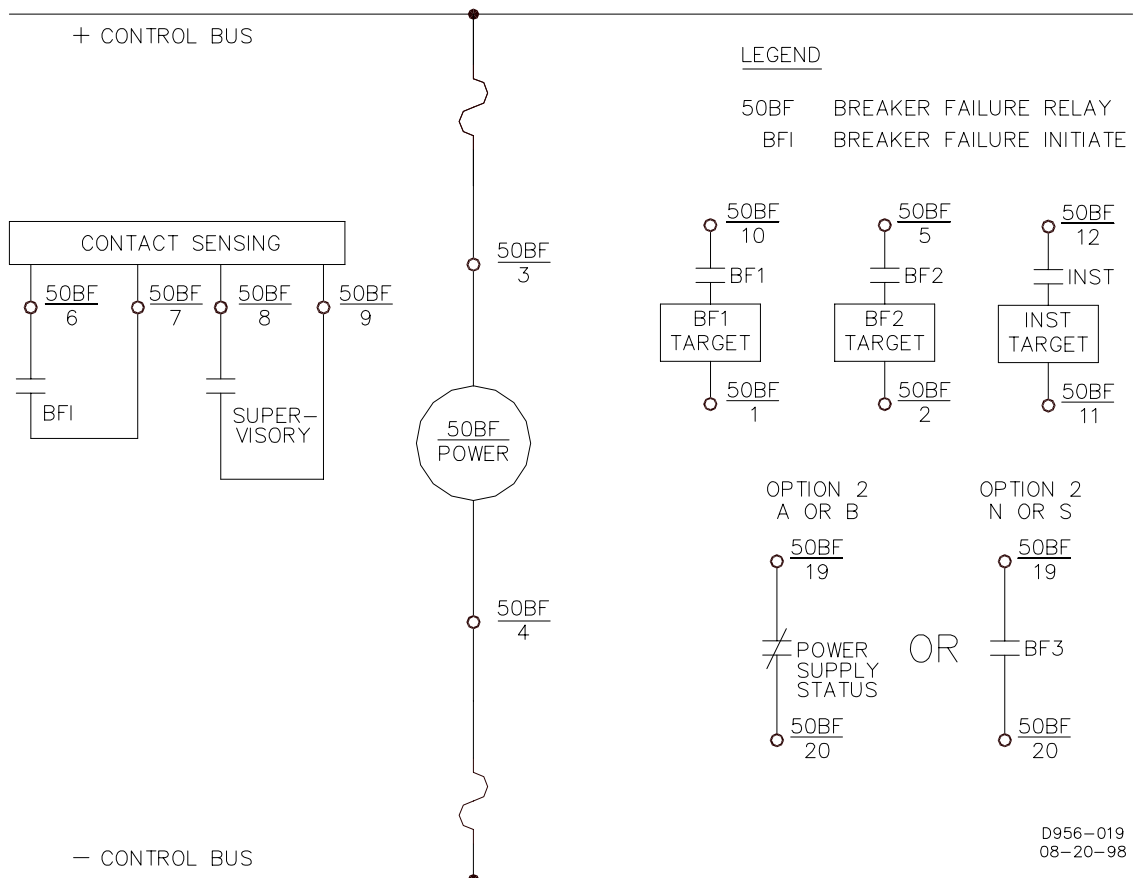 + CONTROL BUS
LEGEND
50BF BREAKER FAILURE RELAY
BFI BREAKER FAILURE INITIATE
CONTACT SENSING
50BF
6
50BF
7
50BF
8
50BF
9
BFI
SUPER-
VISORY
50BF
3
50BF
POWER
50BF
4
50BF
10
BF1
BF1
TARGET
50BF
1
50BF
5
BF2
BF2
TARGET
50BF
2
50BF
12
INST
INST
TARGET
50BF
11
OPTION 2
A OR B
50BF
19
POWER
SUPPLY
STATUS
50BF
20
OR
OPTION 2
N OR S
50BF
19
BF3
50BF
20
– CONTROL BUS
D956-019
08-20-98